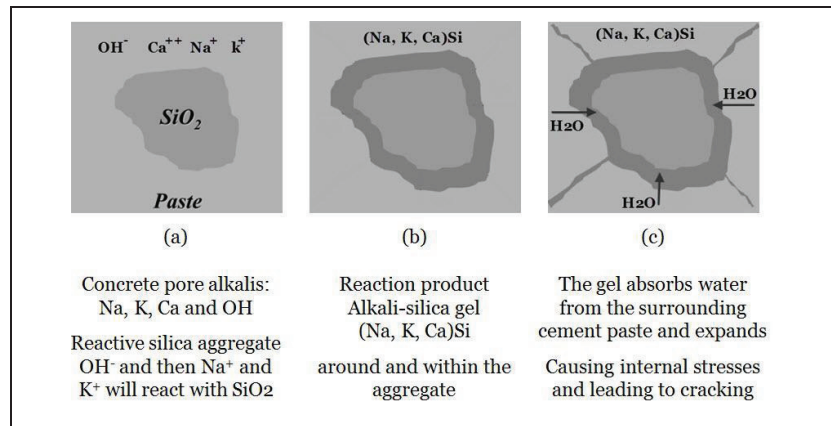 OH⁻ Ca⁺⁺ Na⁺ k⁺
SiO₂
Paste
(a)
Concrete pore alkalis:
Na, K, Ca and OH
Reactive silica aggregate
OH⁻ and then Na⁺ and
K⁺ will react with SiO2
(Na, K, Ca)Si
(b)
Reaction product
Alkali-silica gel
(Na, K, Ca)Si
around and within the
aggregate
(Na, K, Ca)Si
H2O
H2O
H2O
(c)
The gel absorbs water
from the surrounding
cement paste and expands
Causing internal stresses
and leading to cracking